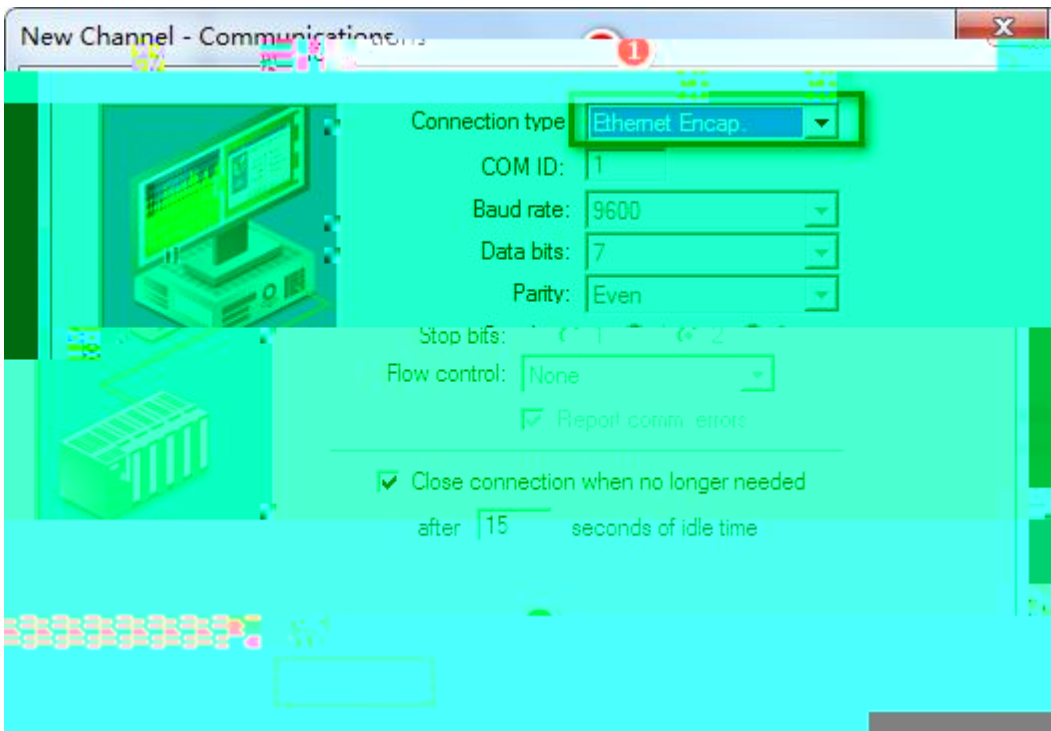 New Channel - Communications
1
Connection type Ethernet Encap.
COM ID: 1
Baud rate: 9600
Data bits: 7
Parity: Even
Stop bits: 1 2
Flow control: None
Report comm. errors
Close connection when no longer needed
after 15 seconds of idle time